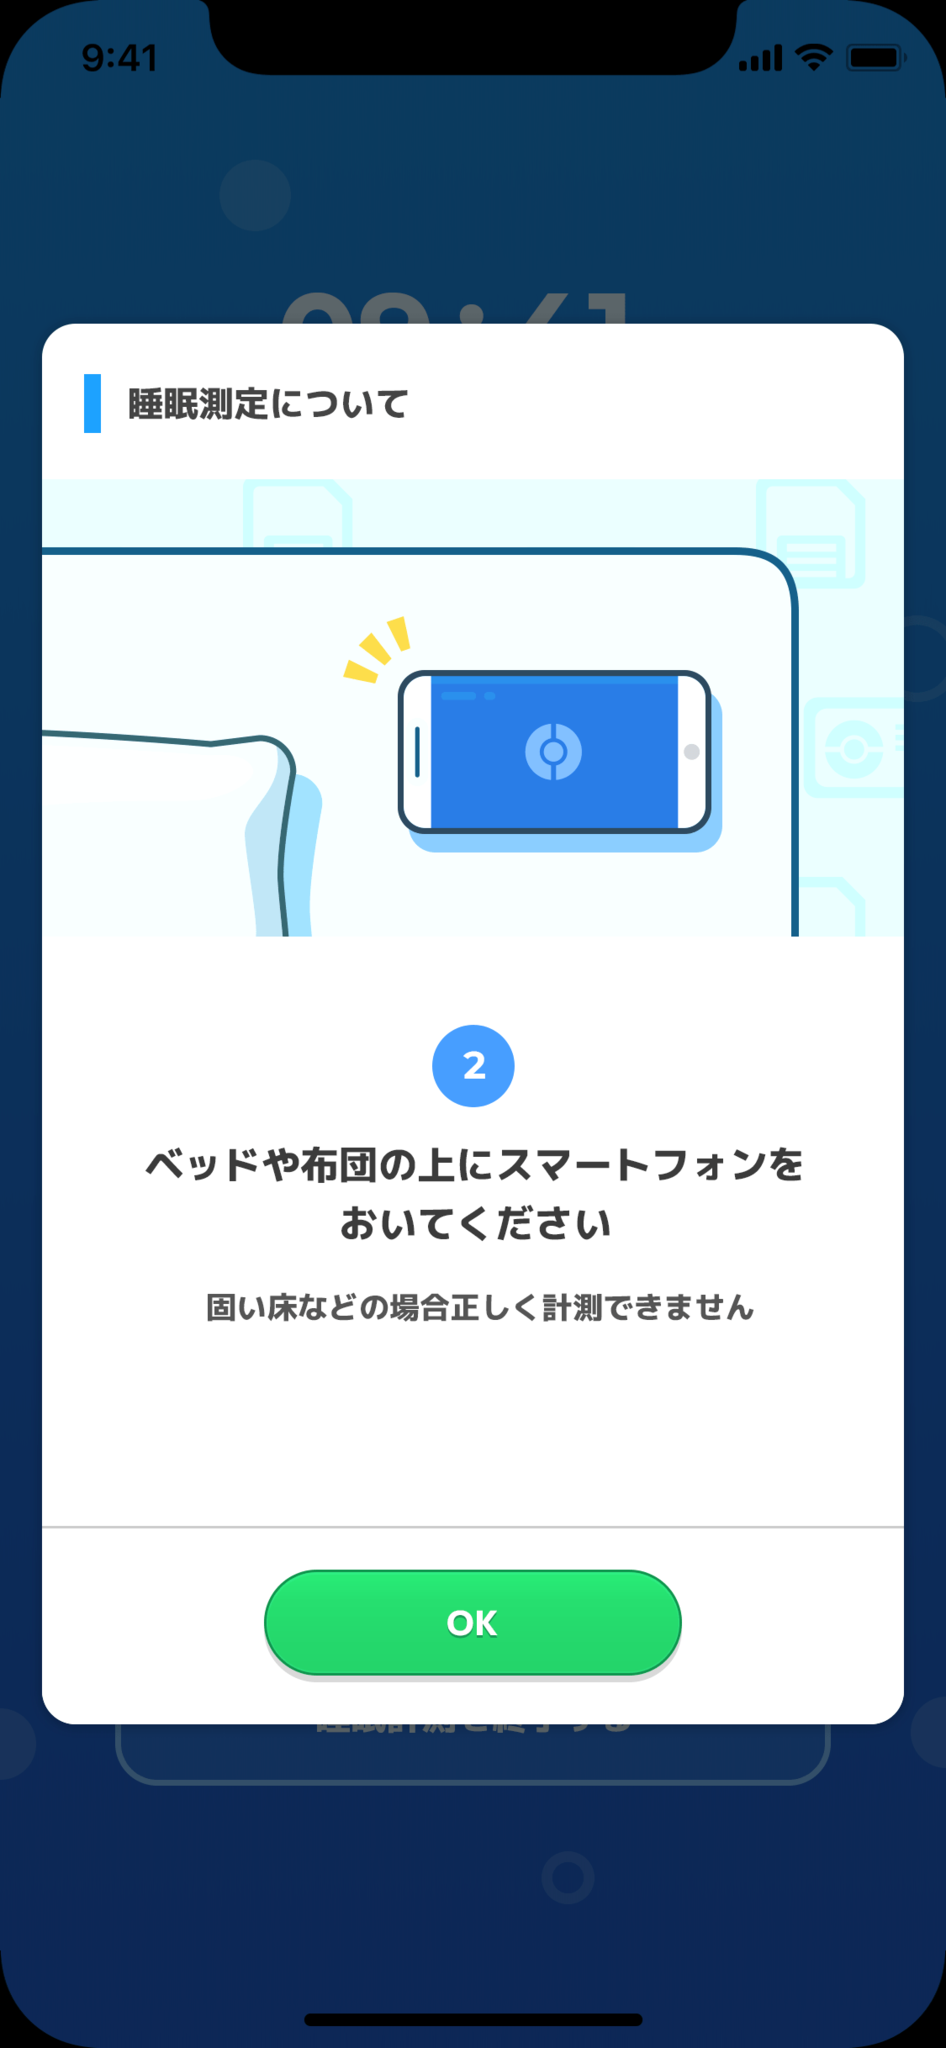 9:41
睡眠測定について
2
ベッドや布団の上にスマートフォンを
おいてください
固い床などの場合正しく計測できません
OK